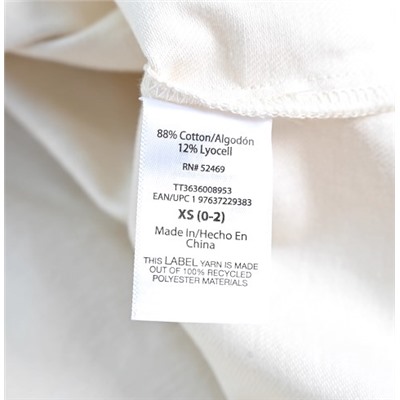 88% Cotton/Algodón
12% Lyocell
RN# 52469
TT3636008953
EAN/UPC 1 97637229383
XS (0-2)
Made in/Hecho En
China
THIS LABEL YARN IS MADE
OUT OF 100% RECYCLED
POLYESTER MATERIALS